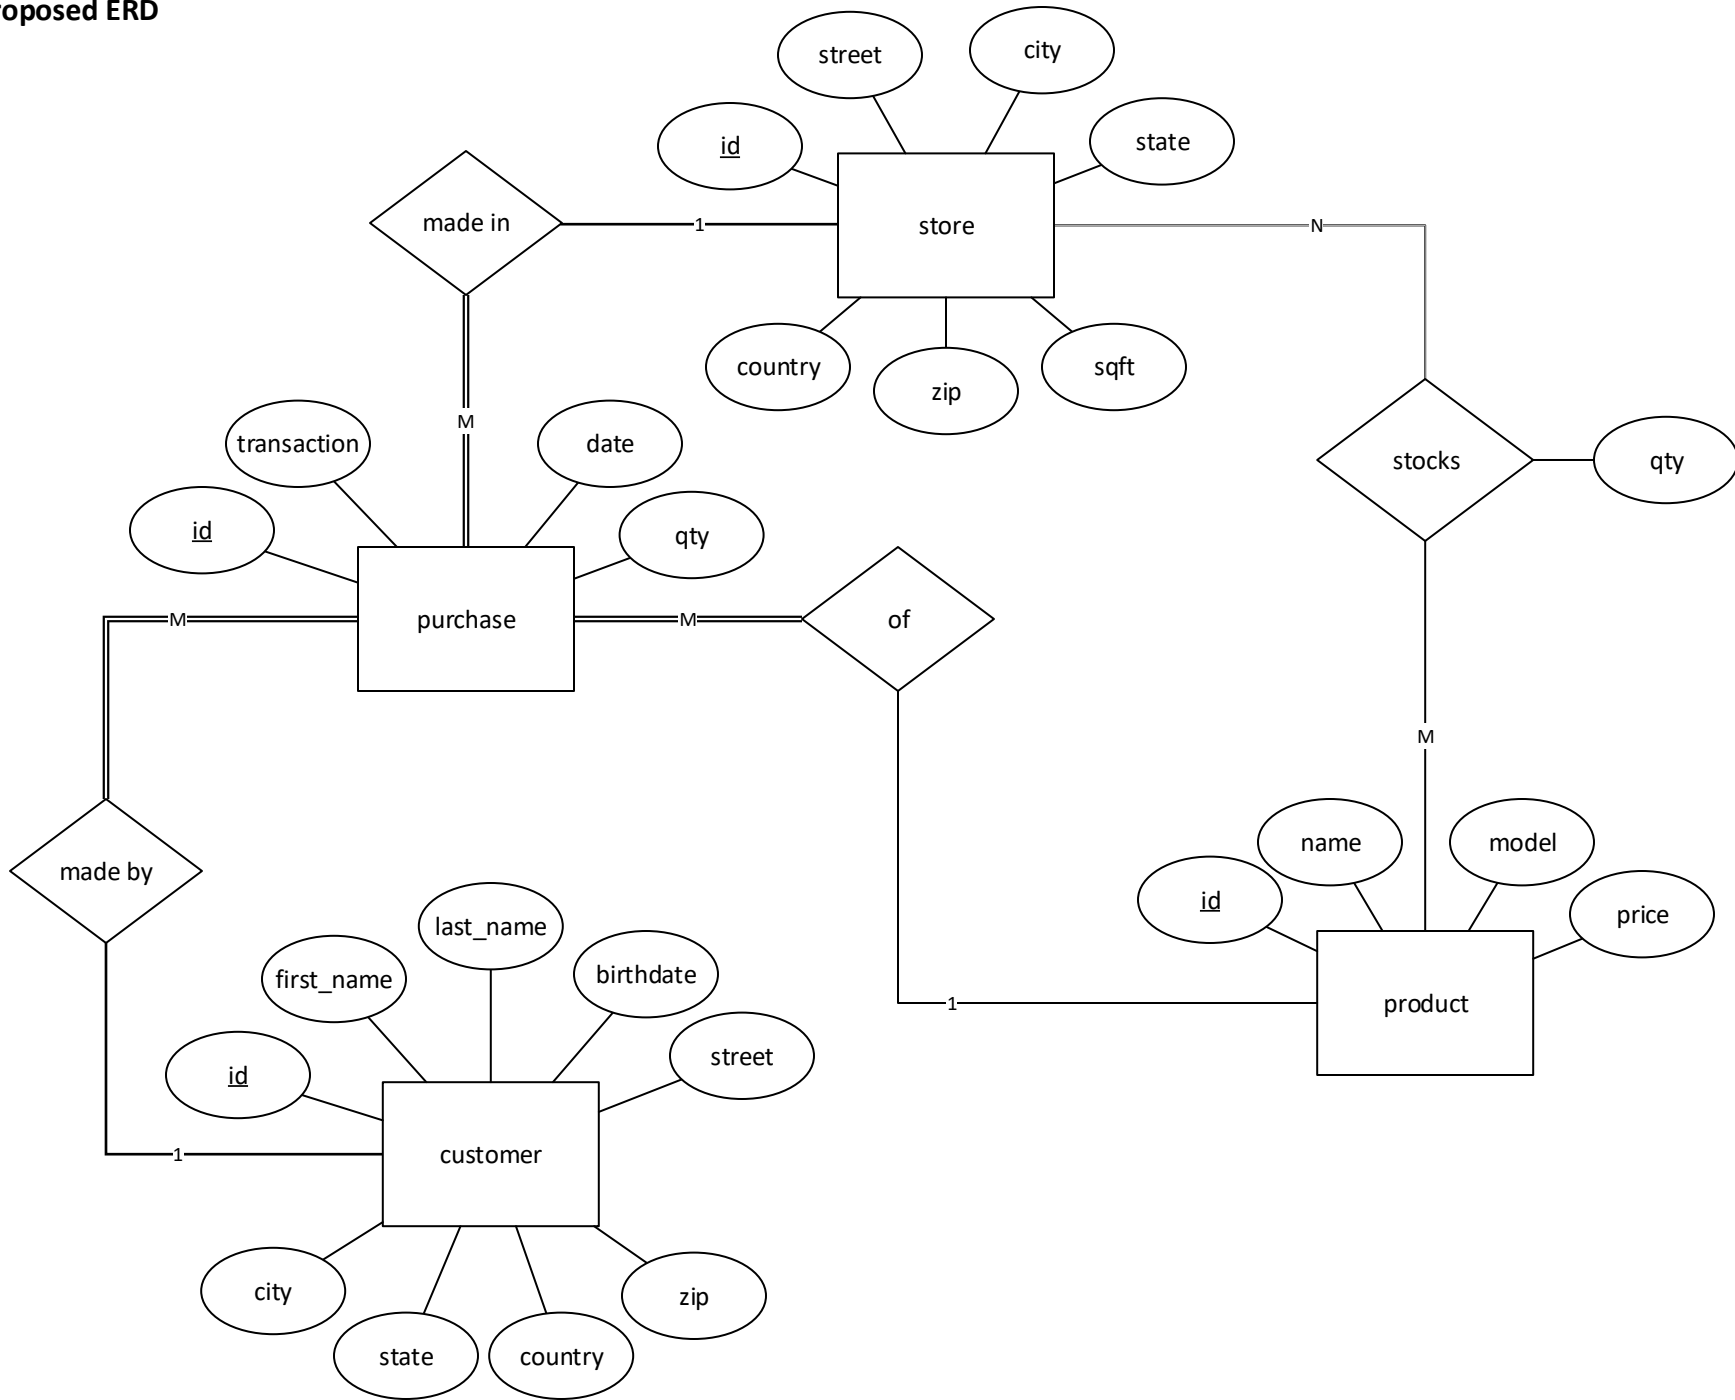 roposed ERD
street
city
id
state
made in
1
store
N
country
zip
sqft
M
transaction
date
stocks
qty
id
qty
M
purchase
M
of
M
name
model
made by
id
price
last_name
first_name
birthdate
1
product
street
id
1
customer
city
zip
state
country